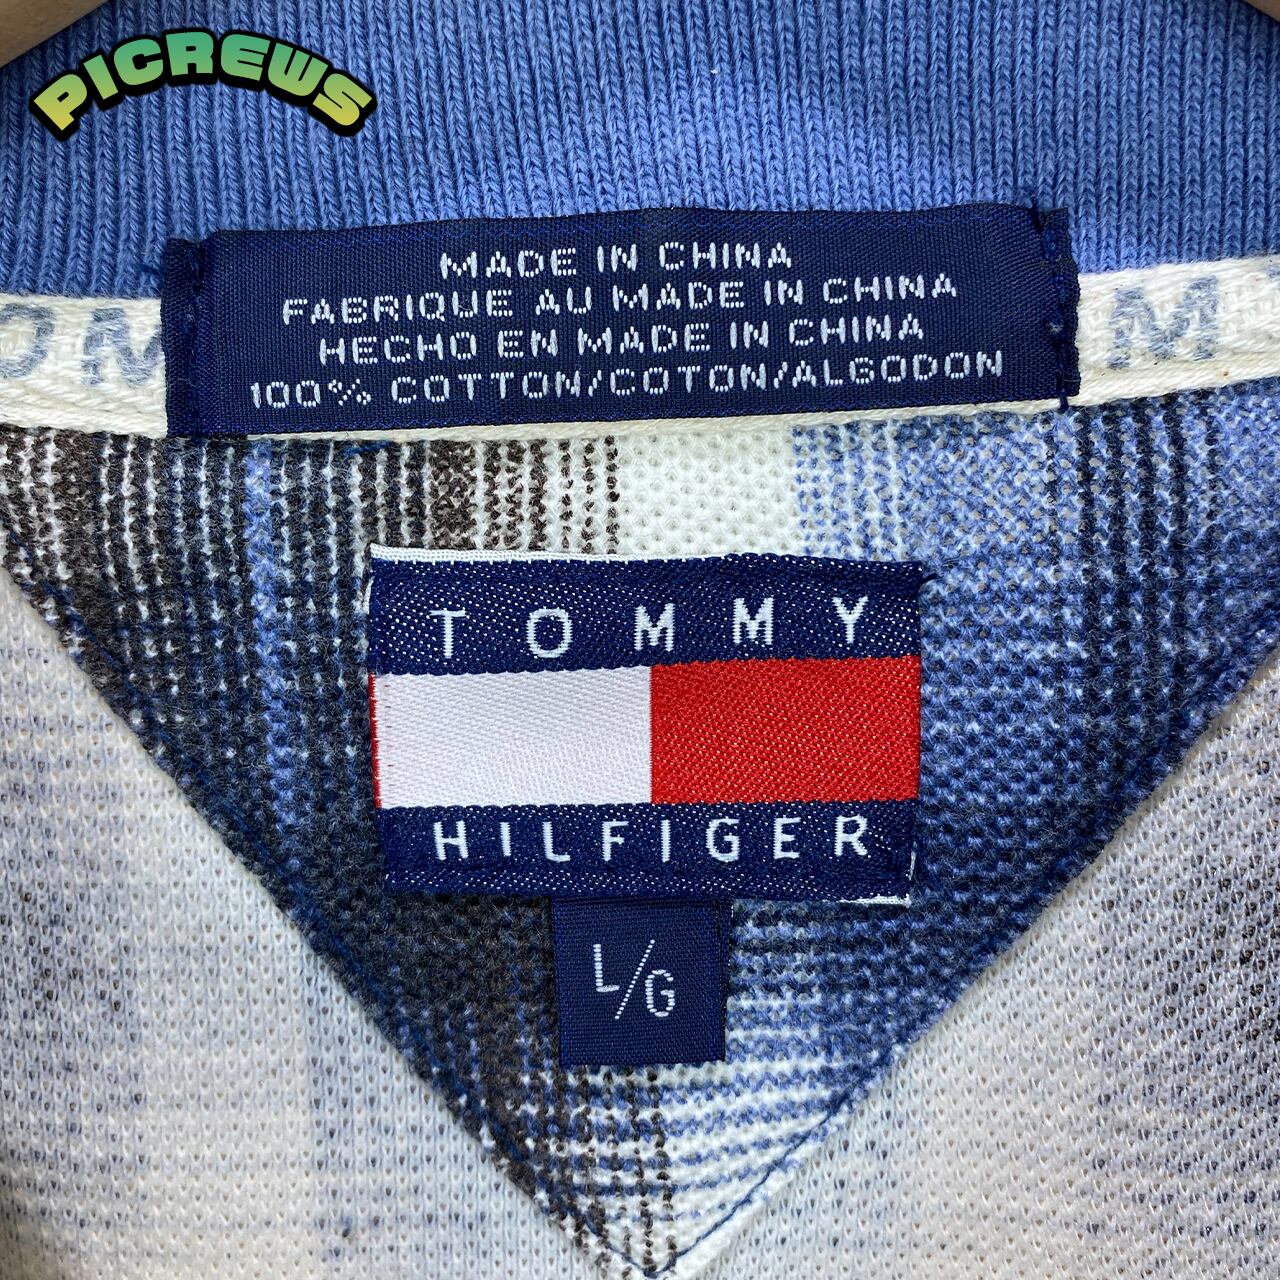 PICREWS
MADE IN CHINA
FABRIQUE AU MADE IN CHINA
HECHO EN MADE IN CHINA
100% COTTON/COTON/ALGODON
OM
M
TOMMY
HILFIGER
L/G